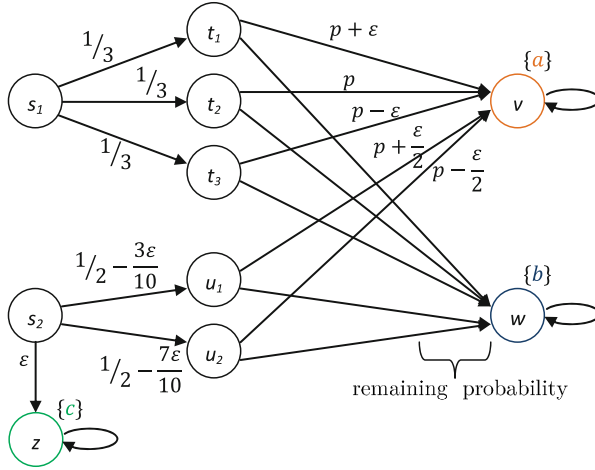 t₁
p + ε
{a}
1/3
s₁
1/3
t₂
p
v
p − ε
1/3
t₃
p + ε/2
p − ε/2
1/2 − 3ε/10
u₁
{b}
s₂
w
ε
1/2 − 7ε/10
u₂
remaining probability
{c}
z